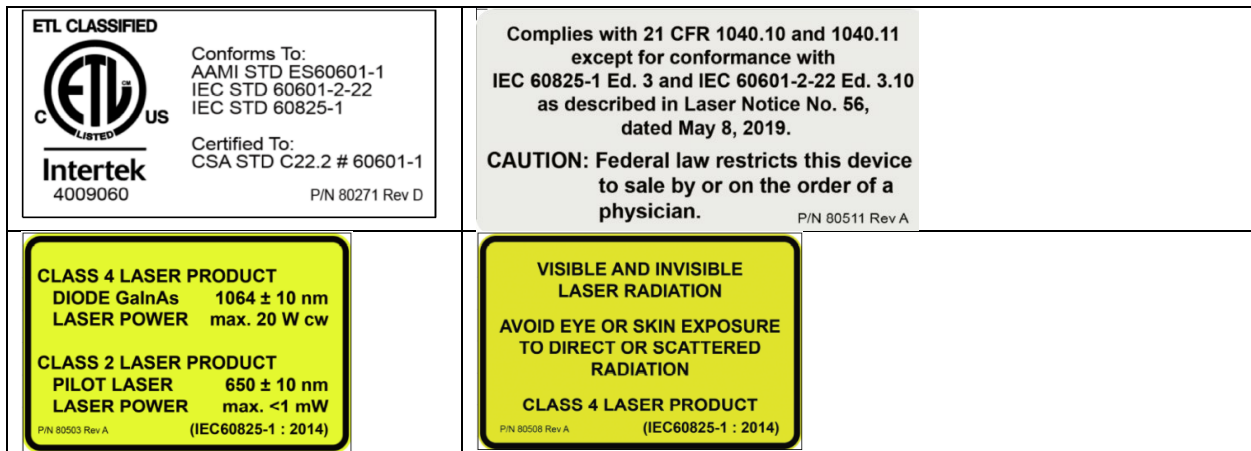 ETL CLASSIFIED
ETL CM
C US
LISTED
Intertek
4009060
Conforms To:
AAMI STD ES60601-1
IEC STD 60601-2-22
IEC STD 60825-1
Certified To:
CSA STD C22.2 # 60601-1
P/N 80271 Rev D
Complies with 21 CFR 1040.10 and 1040.11
except for conformance with
IEC 60825-1 Ed. 3 and IEC 60601-2-22 Ed. 3.10
as described in Laser Notice No. 56,
dated May 8, 2019.
CAUTION: Federal law restricts this device
to sale by or on the order of a
physician.
P/N 80511 Rev A
CLASS 4 LASER PRODUCT
DIODE GaInAs 1064 ± 10 nm
LASER POWER max. 20 W cw
CLASS 2 LASER PRODUCT
PILOT LASER 650 ± 10 nm
LASER POWER max. <1 mW
P/N 80503 Rev A (IEC60825-1 : 2014)
VISIBLE AND INVISIBLE
LASER RADIATION
AVOID EYE OR SKIN EXPOSURE
TO DIRECT OR SCATTERED
RADIATION
CLASS 4 LASER PRODUCT
P/N 80508 Rev A (IEC60825-1 : 2014)